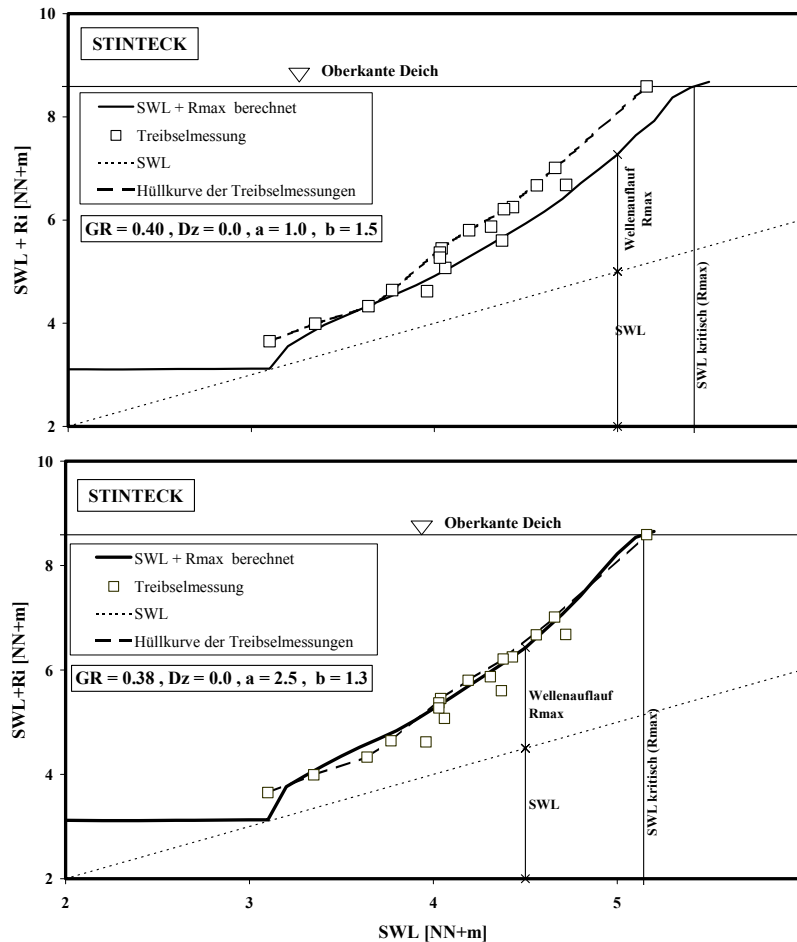 10
STINTECK
Oberkante Deich
SWL + Rmax berechnet
Treibselmessung
SWL
Hüllkurve der Treibselmessungen
GR = 0.40 , Dz = 0.0, a = 1.0 , b = 1.5
8
6
4
2
SWL + Ri [NN+m]
Wellenauflauf
Rmax
SWL
SWL kritisch (Rmax)
10
STINTECK
Oberkante Deich
SWL + Rmax berechnet
Treibselmessung
SWL
Hüllkurve der Treibselmessungen
GR = 0.38 , Dz = 0.0, a = 2.5 , b = 1.3
8
6
4
2
SWL+Ri [NN+m]
Wellenauflauf
Rmax
SWL
SWL kritisch (Rmax)
2 3 4 5
SWL [NN+m]